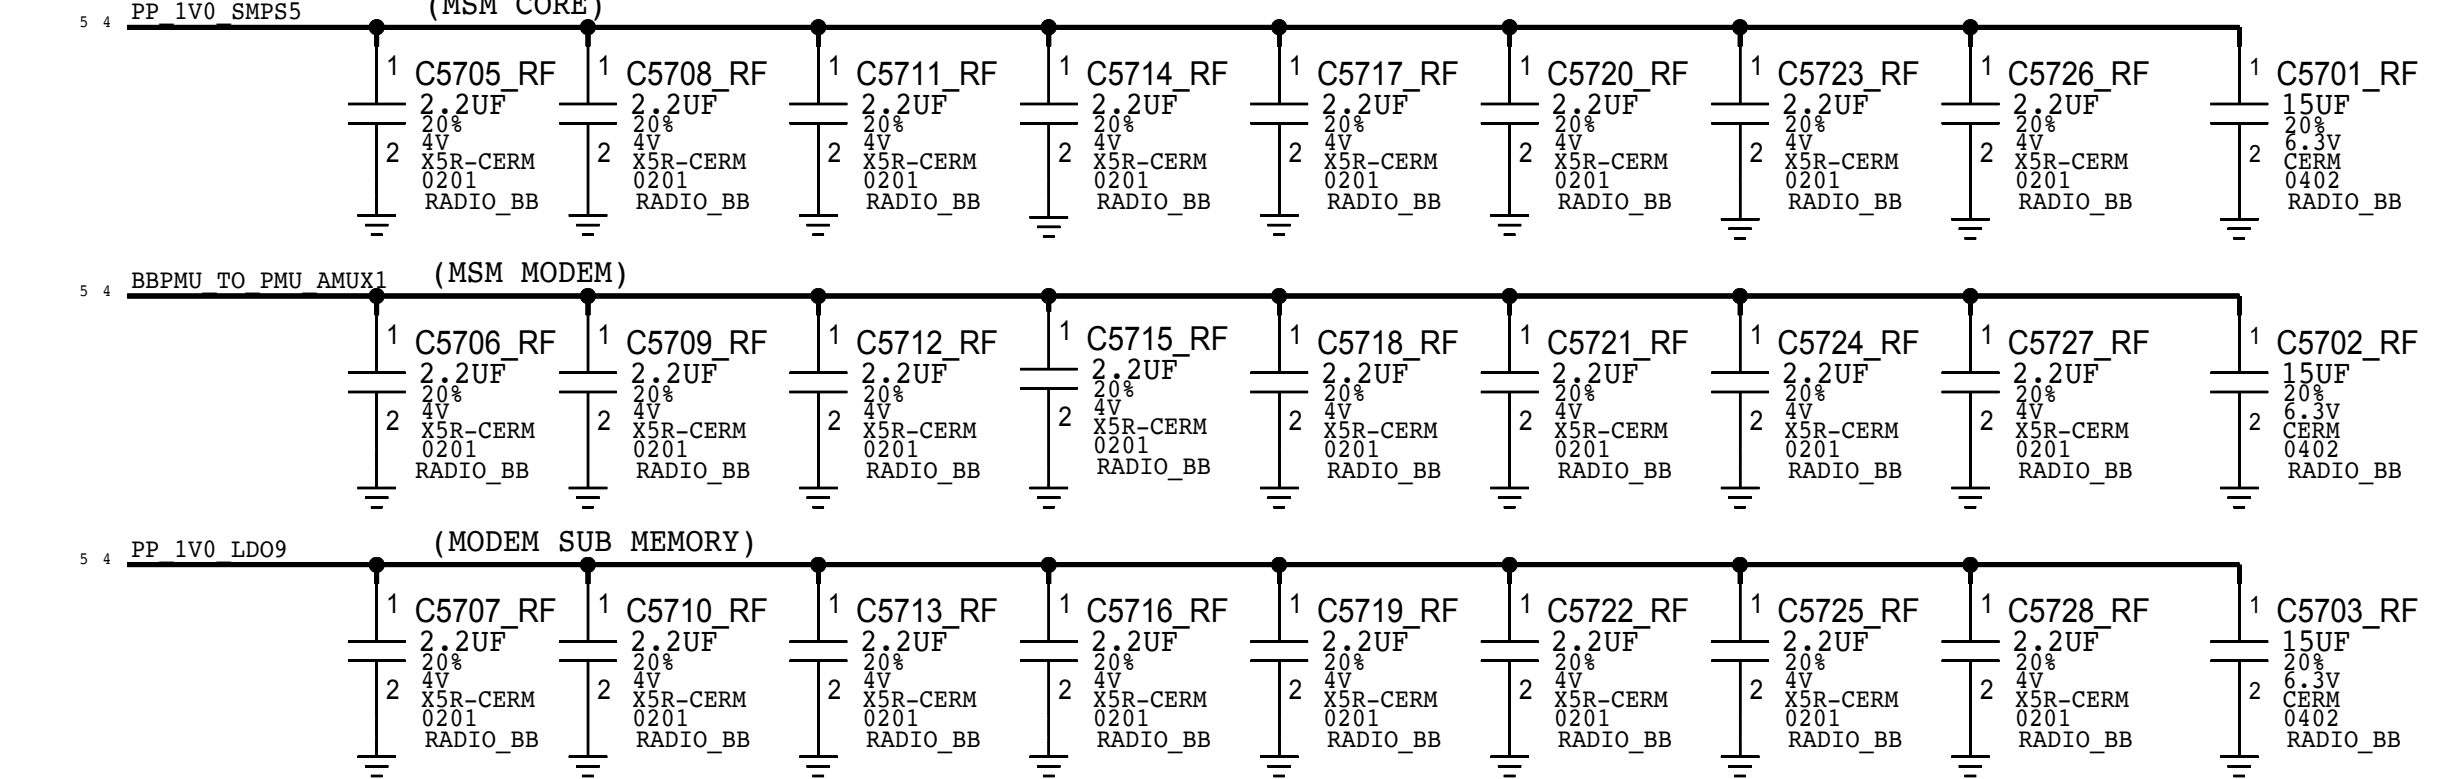 (MSM CORE)
5 4 PP_1V0_SMPS5
1 C5705_RF 1 C5708_RF 1 C5711_RF 1 C5714_RF 1 C5717_RF 1 C5720_RF 1 C5723_RF 1 C5726_RF 1 C5701_RF
2.2UF 2.2UF 2.2UF 2.2UF 2.2UF 2.2UF 2.2UF 2.2UF 15UF
20% 20% 20% 20% 20% 20% 20% 20% 20%
4V 4V 4V 4V 4V 4V 4V 4V 6.3V
2 X5R-CERM 2 X5R-CERM 2 X5R-CERM 2 X5R-CERM 2 X5R-CERM 2 X5R-CERM 2 X5R-CERM 2 X5R-CERM 2 CERM
0201 0201 0201 0201 0201 0201 0201 0201 0402
RADIO_BB RADIO_BB RADIO_BB RADIO_BB RADIO_BB RADIO_BB RADIO_BB RADIO_BB RADIO_BB
5 4 BBPMU_TO_PMU_AMUX1 (MSM MODEM)
1 C5706_RF 1 C5709_RF 1 C5712_RF 1 C5715_RF 1 C5718_RF 1 C5721_RF 1 C5724_RF 1 C5727_RF 1 C5702_RF
2.2UF 2.2UF 2.2UF 2.2UF 2.2UF 2.2UF 2.2UF 2.2UF 15UF
20% 20% 20% 20% 20% 20% 20% 20% 20%
4V 4V 4V 4V 4V 4V 4V 4V 6.3V
2 X5R-CERM 2 X5R-CERM 2 X5R-CERM 2 X5R-CERM 2 X5R-CERM 2 X5R-CERM 2 X5R-CERM 2 X5R-CERM 2 CERM
0201 0201 0201 0201 0201 0201 0201 0201 0402
RADIO_BB RADIO_BB RADIO_BB RADIO_BB RADIO_BB RADIO_BB RADIO_BB RADIO_BB RADIO_BB
5 4 PP_1V0_LDO9 (MODEM SUB MEMORY)
1 C5707_RF 1 C5710_RF 1 C5713_RF 1 C5716_RF 1 C5719_RF 1 C5722_RF 1 C5725_RF 1 C5728_RF 1 C5703_RF
2.2UF 2.2UF 2.2UF 2.2UF 2.2UF 2.2UF 2.2UF 2.2UF 15UF
20% 20% 20% 20% 20% 20% 20% 20% 20%
4V 4V 4V 4V 4V 4V 4V 4V 6.3V
2 X5R-CERM 2 X5R-CERM 2 X5R-CERM 2 X5R-CERM 2 X5R-CERM 2 X5R-CERM 2 X5R-CERM 2 X5R-CERM 2 CERM
0201 0201 0201 0201 0201 0201 0201 0201 0402
RADIO_BB RADIO_BB RADIO_BB RADIO_BB RADIO_BB RADIO_BB RADIO_BB RADIO_BB RADIO_BB